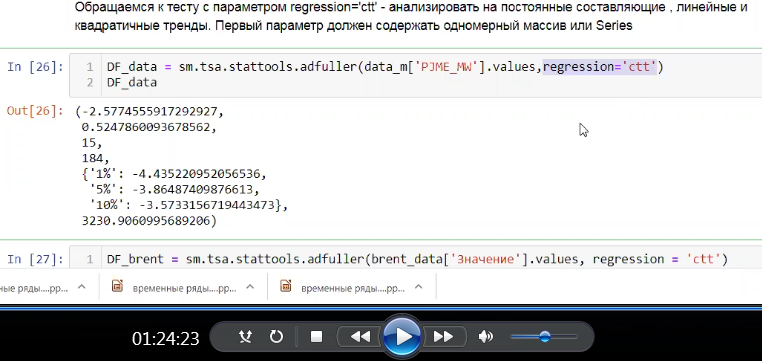 Обращаемся к тесту с параметром regression='ctt' - анализировать на постоянные составляющие , линейные и
квадратичные тренды. Первый параметр должен содержать одномерный массив или Series
In [26]: 1 DF_data = sm.tsa.stattools.adfuller(data_m['PJME_MW'].values,regression='ctt')
2 DF_data
Out[26]: (-2.5774555917292927,
0.5247860093678562,
15,
184,
{'1%': -4.435220952056536,
'5%': -3.86487409876613,
'10%': -3.5733156719443473},
3230.9060995689206)
In [27]: 1 DF_brent = sm.tsa.stattools.adfuller(brent_data['Значение'].values, regression = 'ctt')
ные ряды....pp... временные ряды....pp... временные ряды....pp...
01:24:23